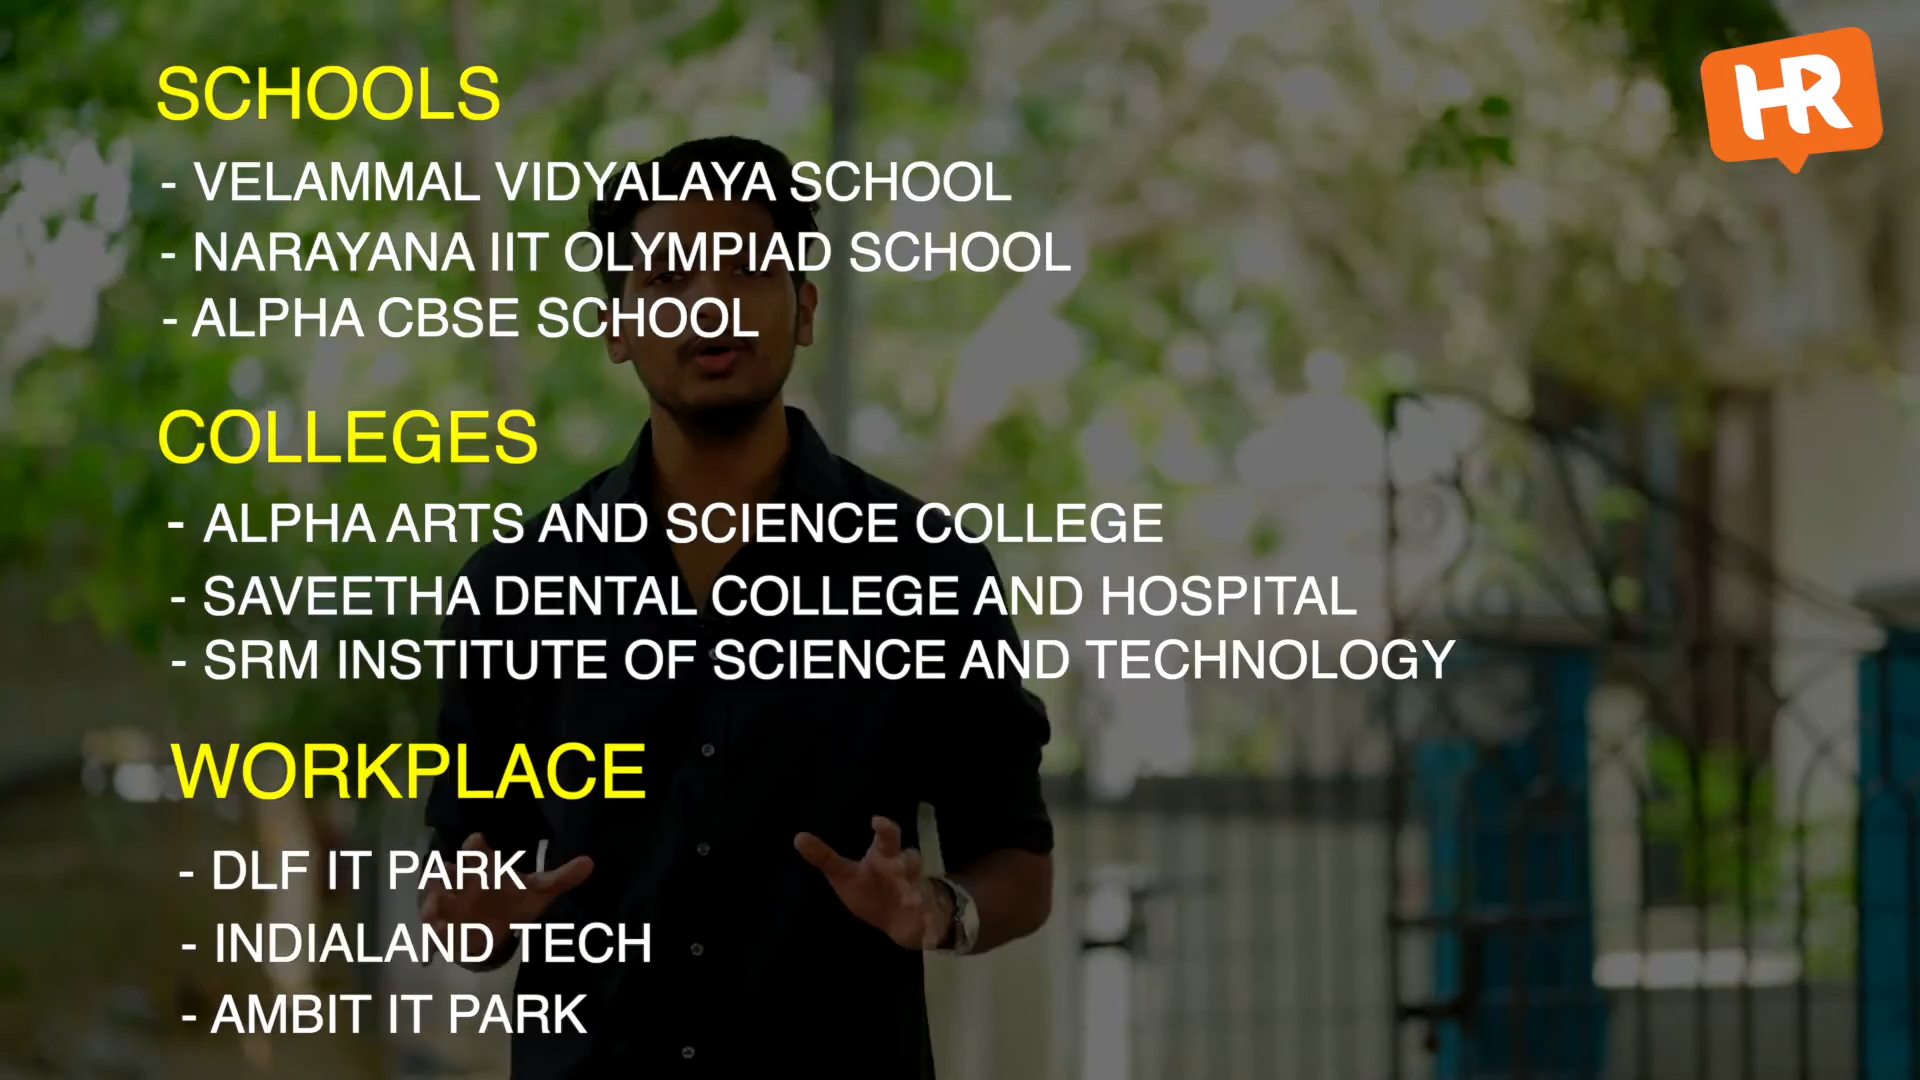 HR
SCHOOLS
- VELAMMAL VIDYALAYA SCHOOL
- NARAYANA IIT OLYMPIAD SCHOOL
- ALPHA CBSE SCHOOL
COLLEGES
- ALPHA ARTS AND SCIENCE COLLEGE
- SAVEETHA DENTAL COLLEGE AND HOSPITAL
- SRM INSTITUTE OF SCIENCE AND TECHNOLOGY
WORKPLACE
- DLF IT PARK
- INDIALAND TECH
- AMBIT IT PARK